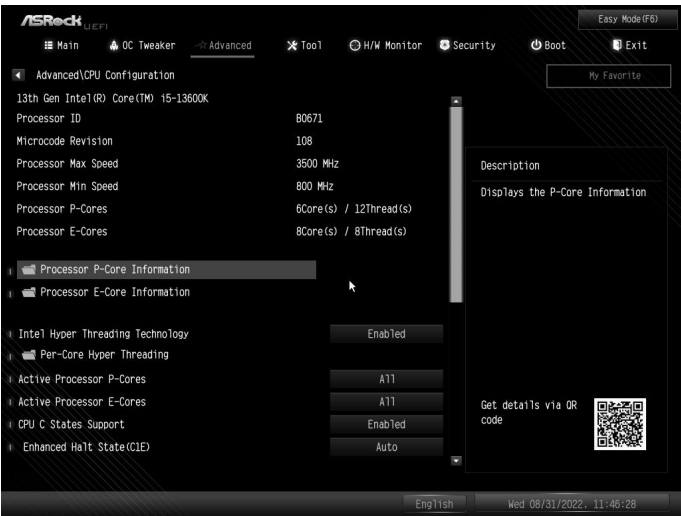 ASRock UEFI
Easy Mode(F6)
Main OC Tweaker Advanced Tool H/W Monitor Security Boot Exit
Advanced\CPU Configuration
My Favorite
13th Gen Intel(R) Core(TM) i5-13600K
Processor ID B0671
Microcode Revision 108
Processor Max Speed 3500 MHz
Processor Min Speed 800 MHz
Processor P-Cores 6Core(s) / 12Thread(s)
Processor E-Cores 8Core(s) / 8Thread(s)
Processor P-Core Information
Processor E-Core Information
Intel Hyper Threading Technology Enabled
Per-Core Hyper Threading
Active Processor P-Cores All
Active Processor E-Cores All
CPU C States Support Enabled
Enhanced Halt State(C1E) Auto
Description
Displays the P-Core Information
Get details via QR
code
English
Wed 08/31/2022, 11:46:28